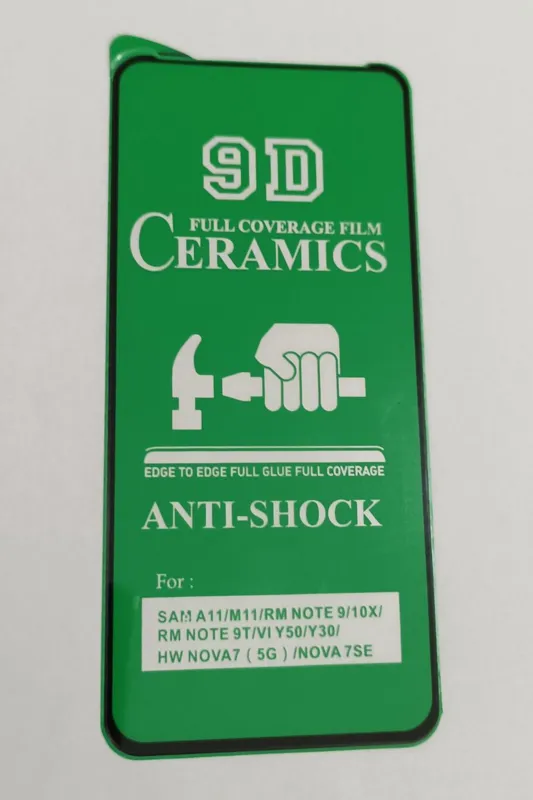 9D
FULL COVERAGE FILM
CERAMICS
EDGE TO EDGE FULL GLUE FULL COVERAGE
ANTI-SHOCK
For :
SAM A11/M11/RM NOTE 9/10X/
RM NOTE 9T/VI Y50/Y30/
HW NOVA7 ( 5G ) /NOVA 7SE